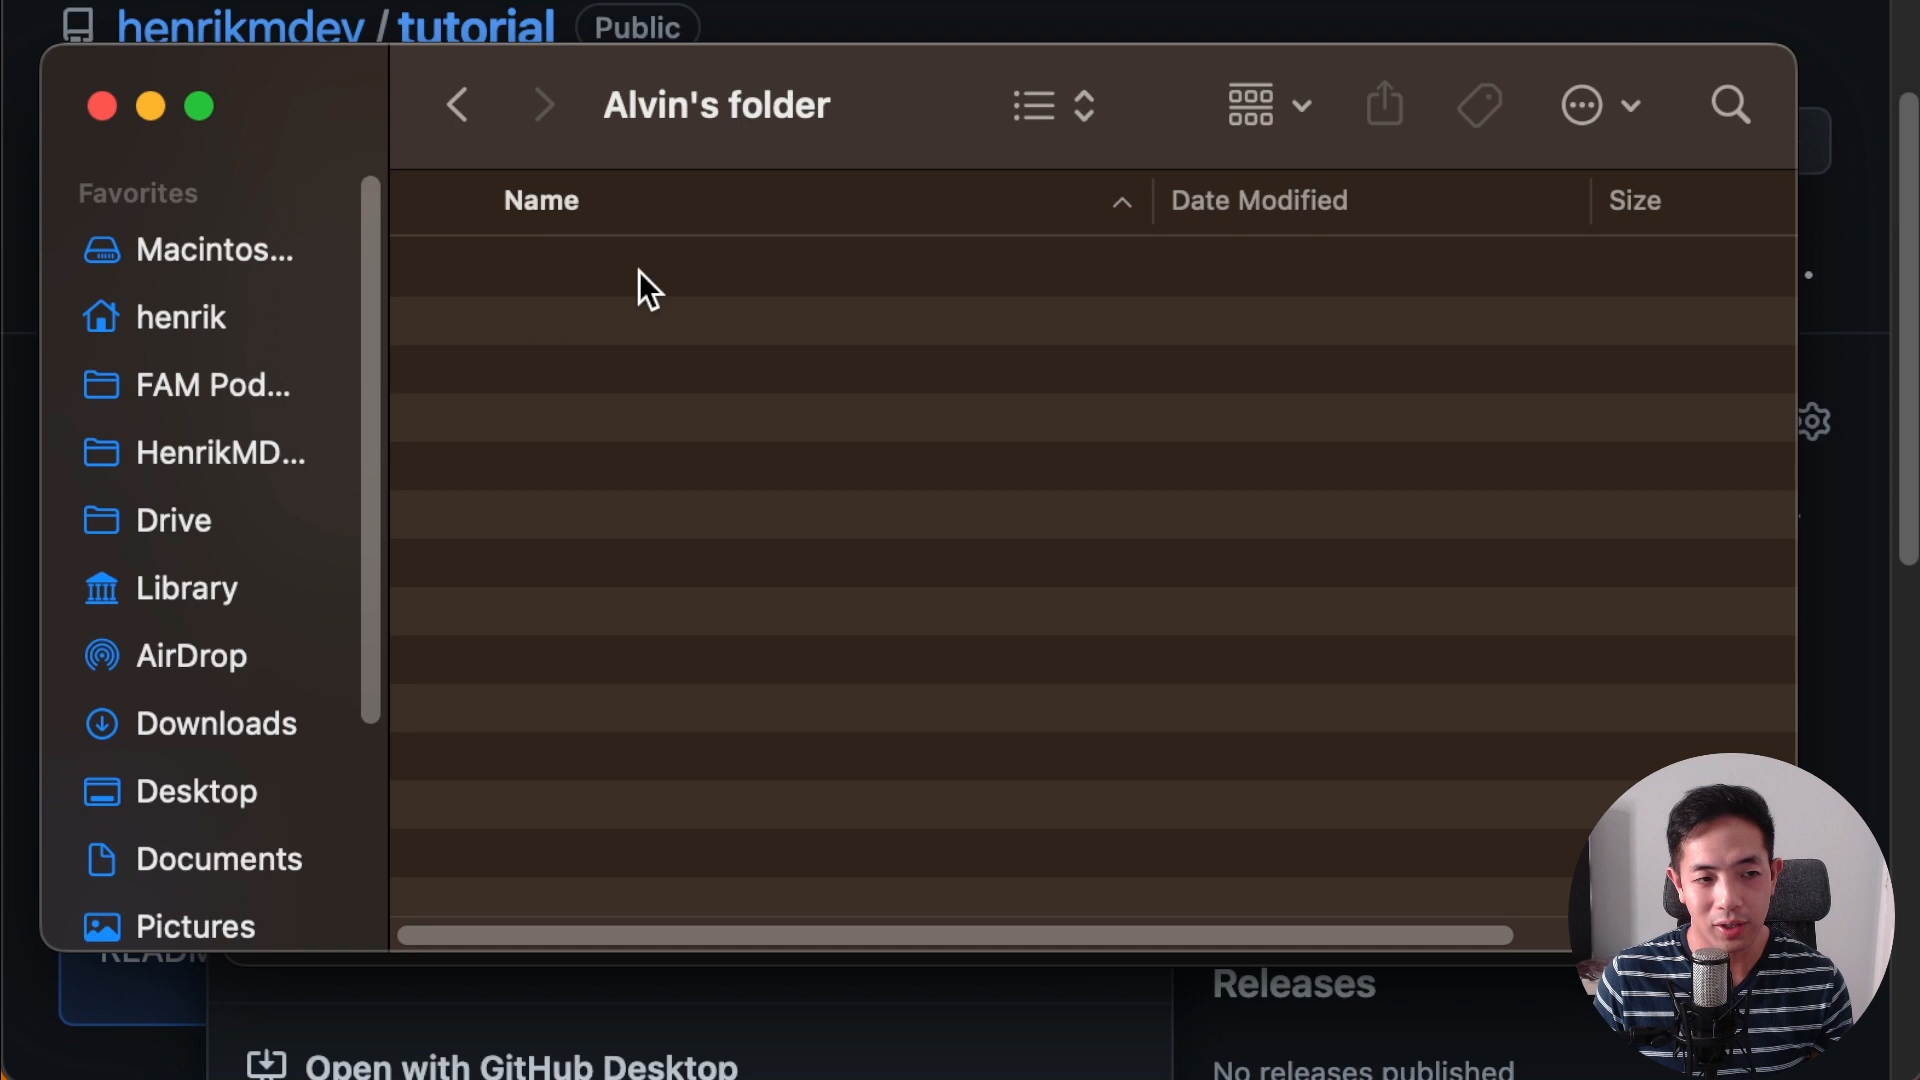 henrikmdev / tutorial Public
Alvin's folder
Favorites
Name Date Modified Size
Macintos...
henrik
FAM Pod...
HenrikMD...
Drive
Library
AirDrop
Downloads
Desktop
Documents
Pictures
Releases
Open with GitHub Desktop
No releases published